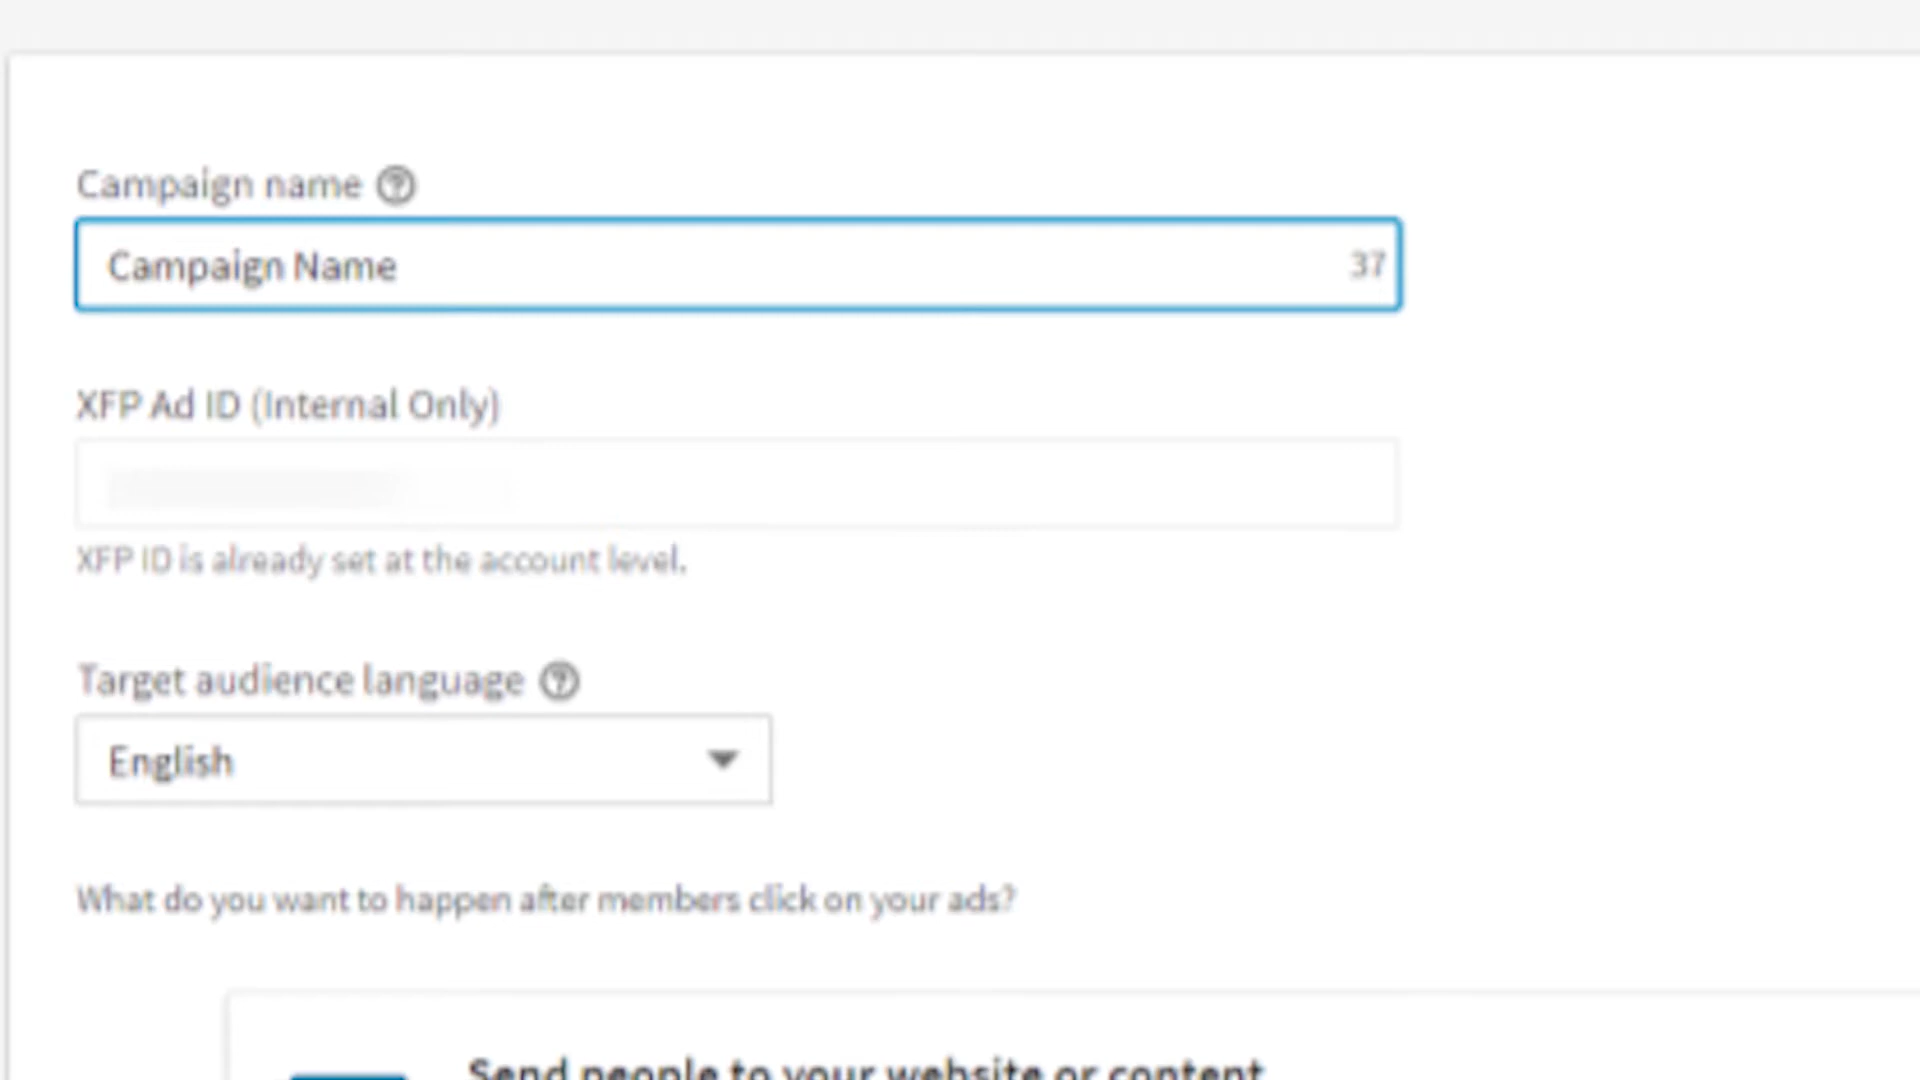 Campaign name
Campaign Name 37
XFP Ad ID (Internal Only)
XFP ID is already set at the account level.
Target audience language
English
What do you want to happen after members click on your ads?
Send people to your website or content